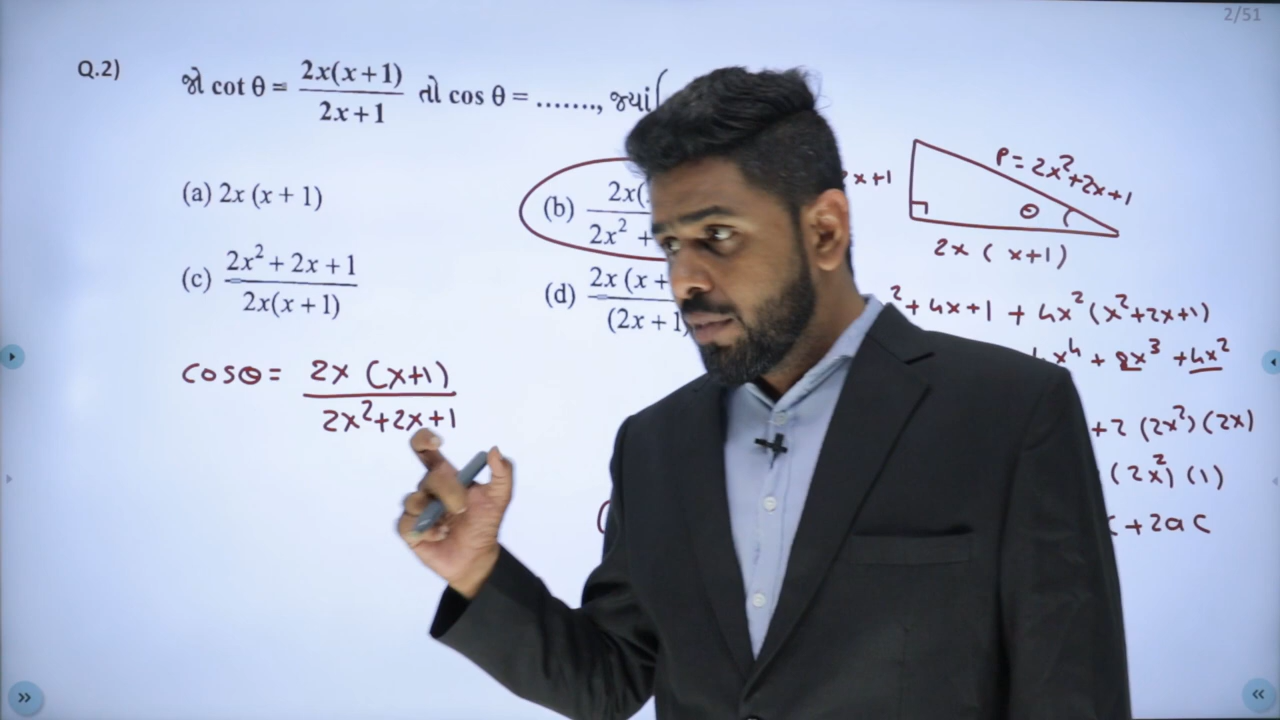 2/51
Q.2) જો cot θ = 2x(x+1) / 2x+1 તો cos θ = ......., જ્યાં (
(a) 2x (x + 1)
(b) 2x( / 2x² +
(c) 2x² + 2x + 1 / 2x(x + 1)
(d) 2x (x + / (2x + 1)
cosθ = 2x (x+1) / 2x²+2x+1
x+1
P = 2x²+2x+1
θ
2x (x+1)
² + 4x+1 + 4x² (x²+2x+1)
x⁴ + 8x³ + 4x²
+2 (2x²) (2x)
(2x²) (1)
+ 2ac